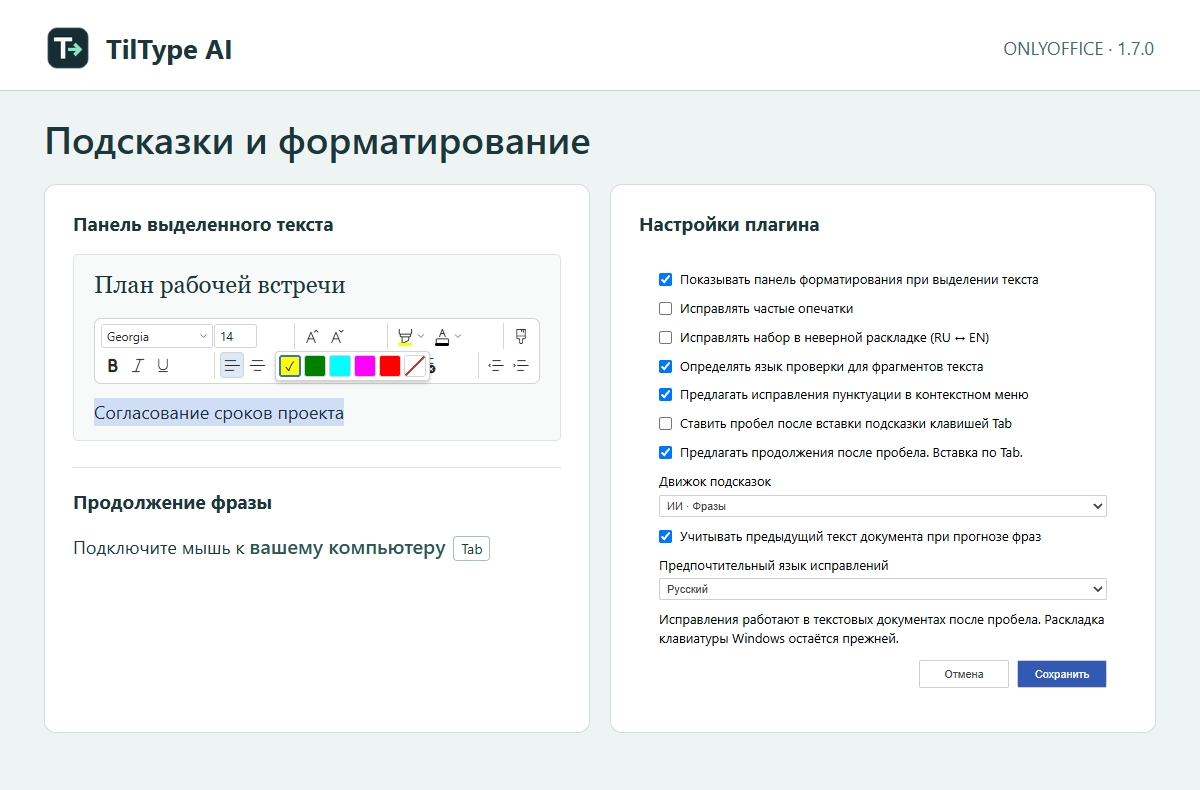 TilType AI
ONLYOFFICE · 1.7.0
Подсказки и форматирование
Панель выделенного текста
План рабочей встречи
Georgia
14
B I U
Согласование сроков проекта
Продолжение фразы
Подключите мышь к вашему компьютеру Tab
Настройки плагина
Показывать панель форматирования при выделении текста
Исправлять частые опечатки
Исправлять набор в неверной раскладке (RU ↔ EN)
Определять язык проверки для фрагментов текста
Предлагать исправления пунктуации в контекстном меню
Ставить пробел после вставки подсказки клавишей Tab
Предлагать продолжения после пробела. Вставка по Tab.
Движок подсказок
ИИ · Фразы
Учитывать предыдущий текст документа при прогнозе фраз
Предпочтительный язык исправлений
Русский
Исправления работают в текстовых документах после пробела. Раскладка
клавиатуры Windows остаётся прежней.
Отмена
Сохранить